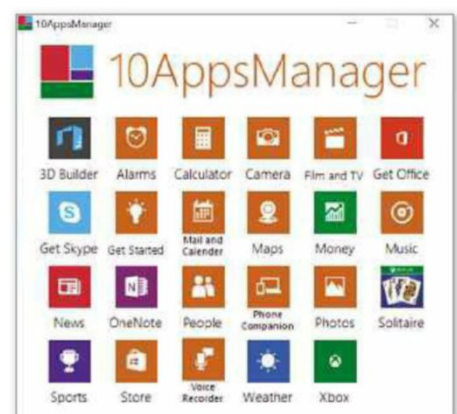 10AppsManager
10AppsManager
3D Builder Alarms Calculator Camera Film and TV Get Office
Get Skype Get Started Mail and Calender Maps Money Music
News OneNote People Phone Companion Photos Solitaire
Sports Store Voice Recorder Weather Xbox